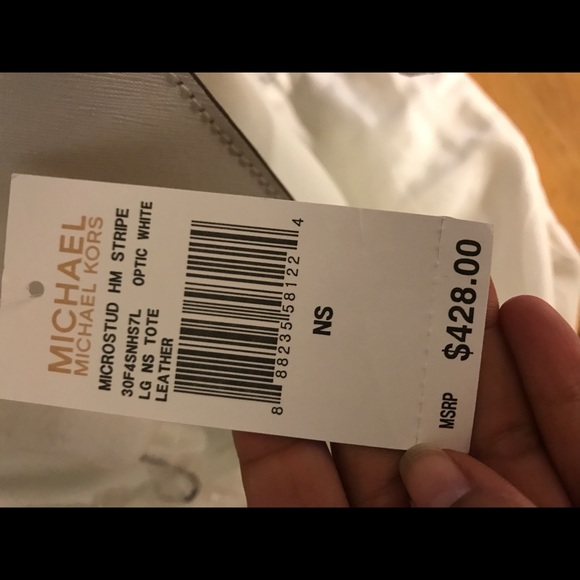 MICHAEL
MICHAEL KORS
MICROSTUD HM STRIPE
30F4SNHS7L OPTIC WHITE
LG NS TOTE
LEATHER
8 88235 58122 4
NS
MSRP $428.00